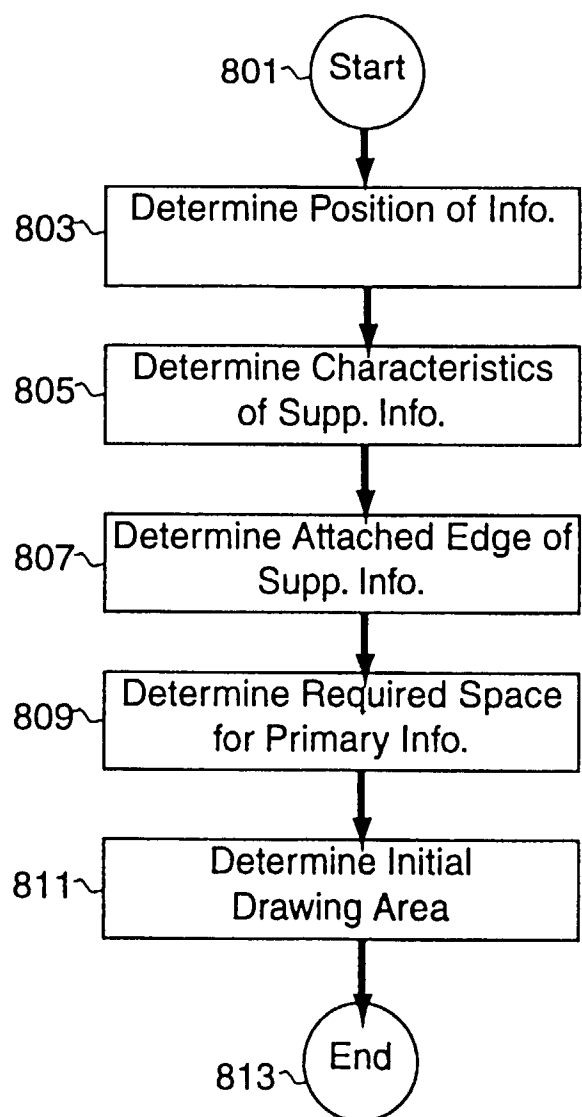 801 Start
803 Determine Position of Info.
805 Determine Characteristics
of Supp. Info.
807 Determine Attached Edge of
Supp. Info.
809 Determine Required Space
for Primary Info.
811 Determine Initial
Drawing Area
813 End